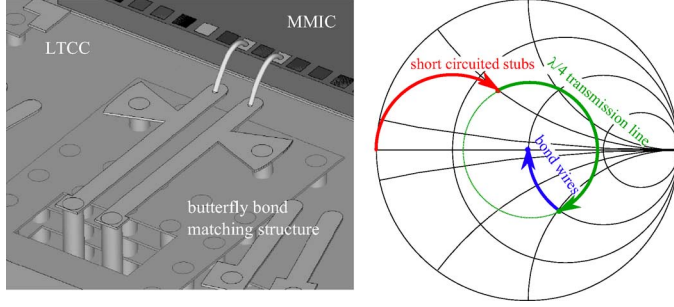 MMIC
LTCC
butterfly bond
matching structure
short circuited stubs
λ/4 transmission
line
bond wires